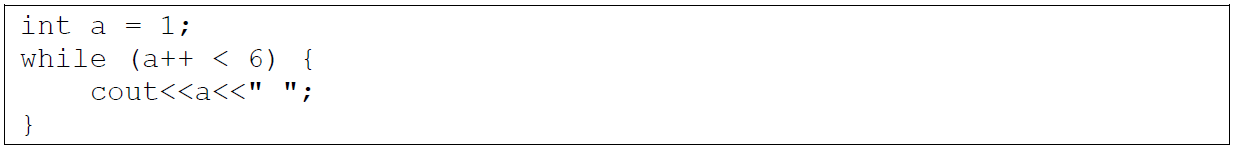 int a = 1;
while (a++ < 6) {
    cout<<a<<" ";
}